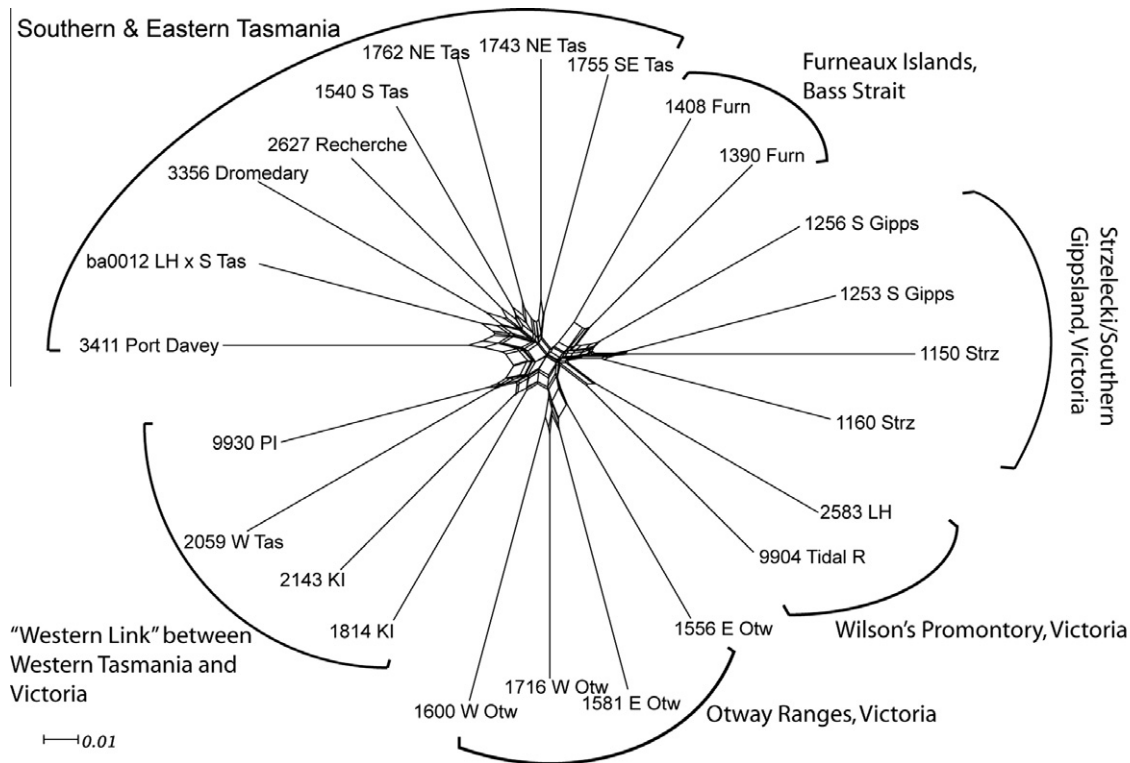 Southern & Eastern Tasmania
1762 NE Tas
1743 NE Tas
1755 SE Tas
1540 S Tas
2627 Recherche
3356 Dromedary
ba0012 LH x S Tas
3411 Port Davey
Furneaux Islands,
Bass Strait
1408 Furn
1390 Furn
1256 S Gipps
1253 S Gipps
1150 Strz
1160 Strz
Strzelecki/Southern
Gippsland, Victoria
2583 LH
9904 Tidal R
Wilson's Promontory, Victoria
1556 E Otw
1581 E Otw
1716 W Otw
1600 W Otw
Otway Ranges, Victoria
9930 PI
2059 W Tas
2143 KI
1814 KI
“Western Link” between
Western Tasmania and
Victoria
0.01